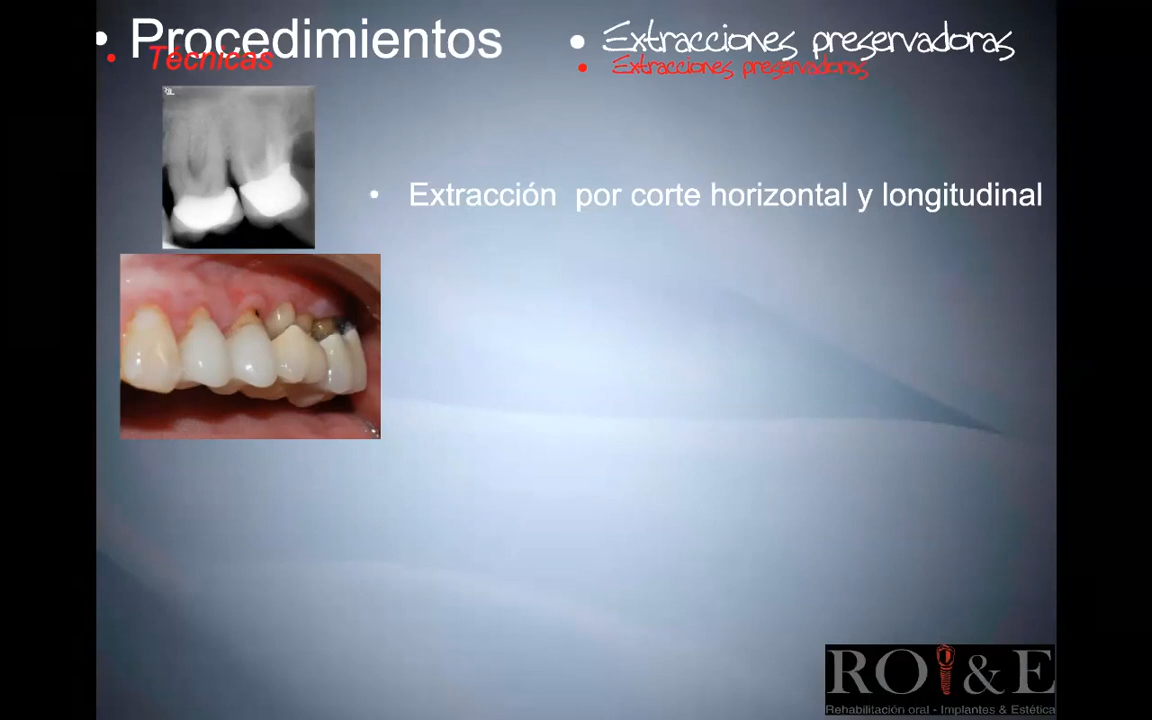 • Procedimientos
• Técnicas
• Extracciones preservadoras
• Extracciones preservadoras
• Extracción por corte horizontal y longitudinal
RO & E
Rehabilitación oral - Implantes & Estética